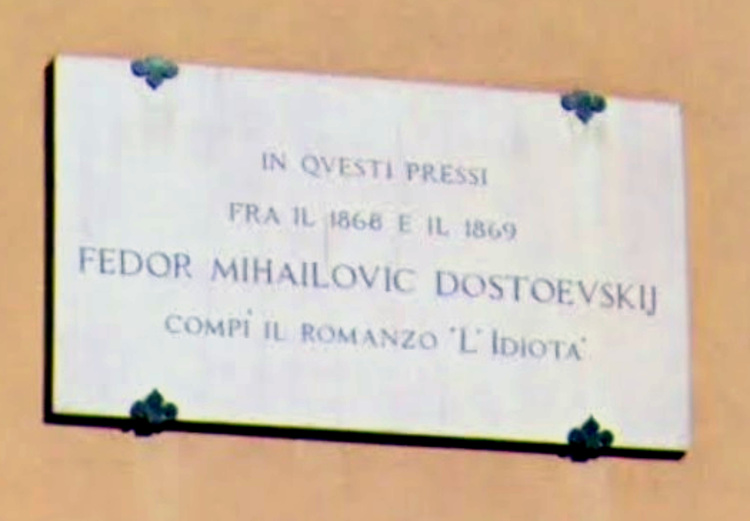 IN QVESTI PRESSI
FRA IL 1868 E IL 1869
FEDOR MIHAILOVIC DOSTOEVSKIJ
COMPÌ IL ROMANZO "L' IDIOTA"